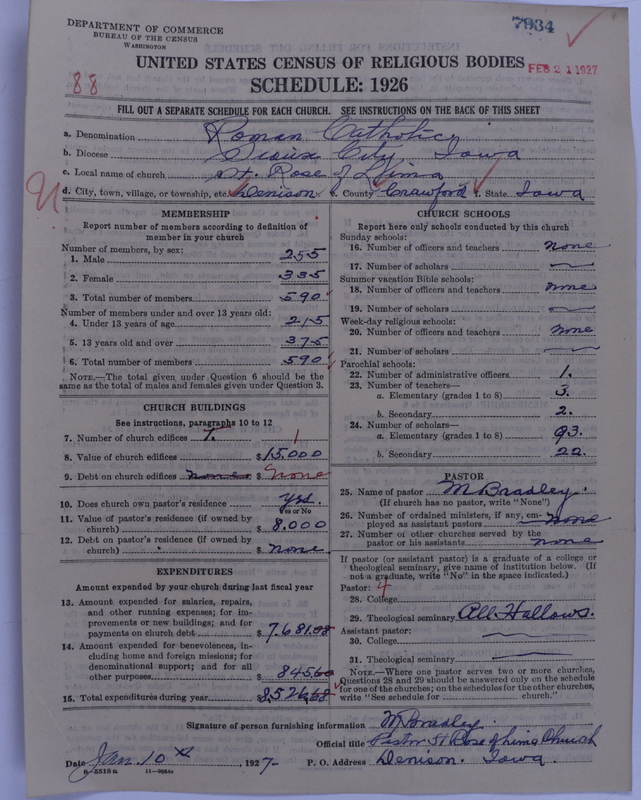 DEPARTMENT OF COMMERCE
BUREAU OF THE CENSUS
WASHINGTON
7934
UNITED STATES CENSUS OF RELIGIOUS BODIES
FEB 21 1927
88
SCHEDULE: 1926
FILL OUT A SEPARATE SCHEDULE FOR EACH CHURCH. SEE INSTRUCTIONS ON THE BACK OF THIS SHEET
a. Denomination Roman Catholic
b. Diocese Sioux City Iowa
c. Local name of church St. Rose of Lima
d. City, town, village, or township, etc. Denison e. County Crawford f. State Iowa
MEMBERSHIP
Report number of members according to definition of
member in your church
Number of members, by sex:
1. Male 255
2. Female 335
3. Total number of members 590
Number of members under and over 13 years old:
4. Under 13 years of age 215
5. 13 years old and over 375
6. Total number of members 590
NOTE.—The total given under Question 6 should be
same as the total of males and females given under Question 3.
CHURCH BUILDINGS
See instructions, paragraphs 10 to 12
7. Number of church edifices 1. 1
8. Value of church edifices $15.000
9. Debt on church edifices none $ None
10. Does church own pastor's residence Yes.
Yes or No
11. Value of pastor's residence (if owned by
church) $ 8.000
12. Debt on pastor's residence (if owned by
church) $ none
EXPENDITURES
Amount expended by your church during last fiscal year
13. Amount expended for salaries, repairs,
and other running expenses; for im-
provements or new buildings; and for
payments on church debt $ 7.681.08
14. Amount expended for benevolences, in-
cluding home and foreign missions; for
denominational support; and for all
other purposes $ 845.60
15. Total expenditures during year $ 8,526.68
CHURCH SCHOOLS
Report here only schools conducted by this church
Sunday schools:
16. Number of officers and teachers none
17. Number of scholars
Summer vacation Bible schools:
18. Number of officers and teachers none
19. Number of scholars
Week-day religious schools:
20. Number of officers and teachers none
21. Number of scholars
Parochial schools:
22. Number of administrative officers 1.
23. Number of teachers—
a. Elementary (grades 1 to 8) 3.
b. Secondary 2.
24. Number of scholars—
a. Elementary (grades 1 to 8) 93.
b. Secondary 22.
PASTOR
25. Name of pastor M Bradley.
(If church has no pastor, write "None")
26. Number of ordained ministers, if any, em-
ployed as assistant pastors none
27. Number of other churches served by the
pastor or his assistants none
If pastor (or assistant pastor) is a graduate of a college or
theological seminary, give name of institution below. (If
not a graduate, write "No" in the space indicated.)
Pastor: 4
28. College
29. Theological seminary All Hallows.
Assistant pastor:
30. College
31. Theological seminary
NOTE.—Where one pastor serves two or more churches,
Questions 28 and 29 should be answered only on the schedule
for one of the churches; on the schedules for the other churches,
write "See schedule for church."
Signature of person furnishing information M Bradley.
Official title Pastor St Rose of Lima Church
Date Jan. 10th, 1927- P. O. Address Denison. Iowa.